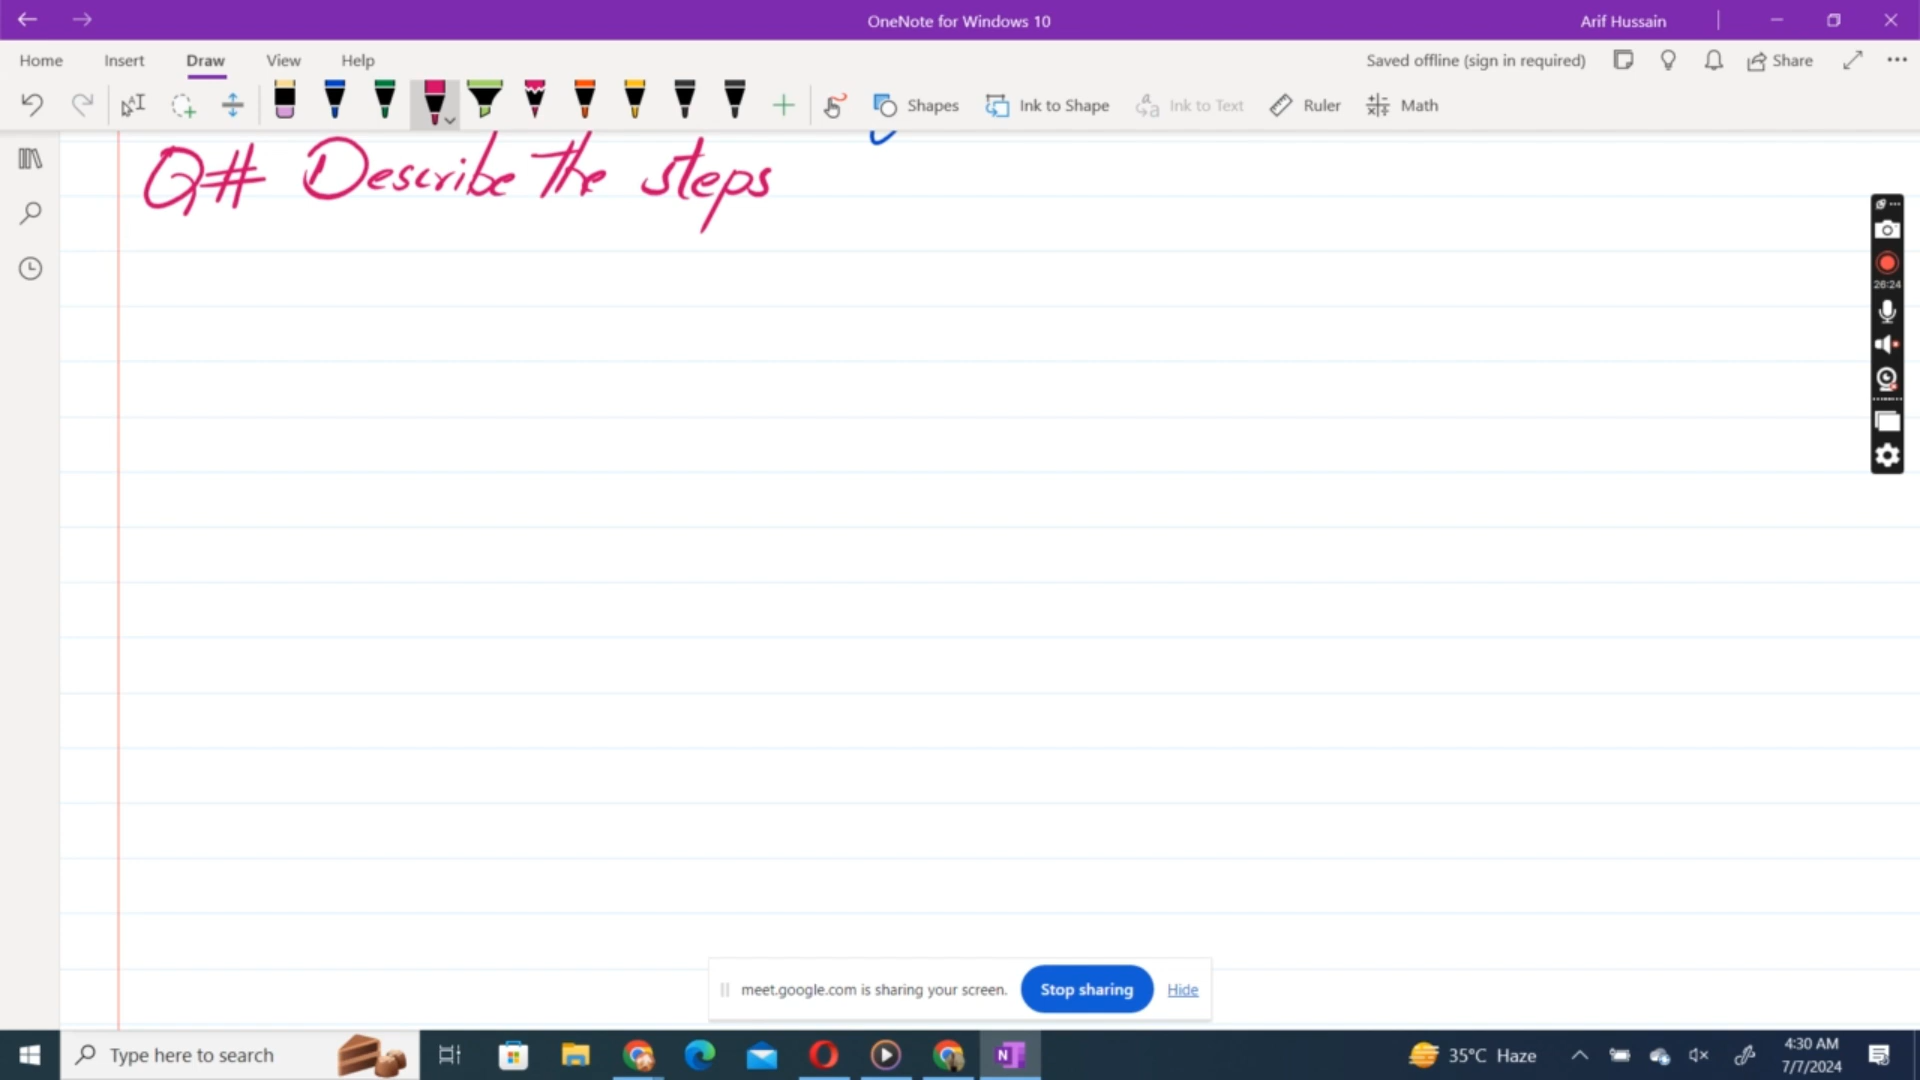 OneNote for Windows 10
Arif Hussain
Home Insert Draw View Help
Saved offline (sign in required) Share
Shapes Ink to Shape Ink to Text Ruler Math
Q# Describe the steps
26:24
meet.google.com is sharing your screen. Stop sharing Hide
Type here to search
35°C Haze
4:30 AM
7/7/2024